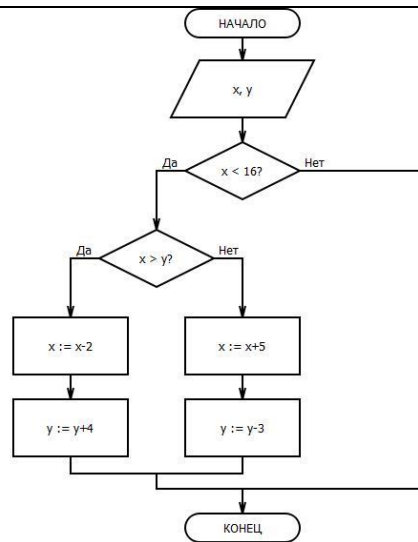 НАЧАЛО
x, y
Да
x < 16?
Нет
Да
x > y?
Нет
x := x-2
x := x+5
y := y+4
y := y-3
КОНЕЦ